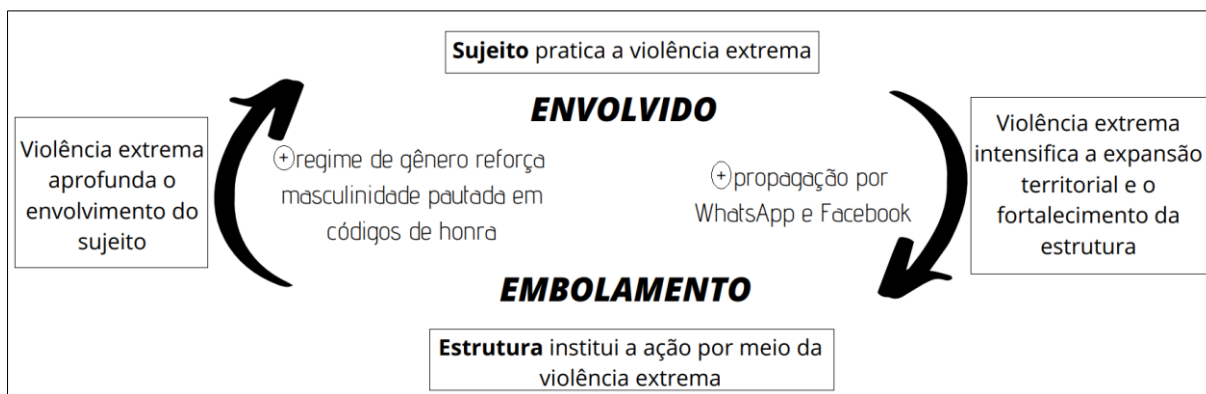 Sujeito pratica a violência extrema
ENVOLVIDO
Violência extrema
aprofunda o
envolvimento do
sujeito
+ regime de gênero reforça
masculinidade pautada em
códigos de honra
+ propagação por
WhatsApp e Facebook
Violência extrema
intensifica a expansão
territorial e o
fortalecimento da
estrutura
EMBOLAMENTO
Estrutura institui a ação por meio da
violência extrema